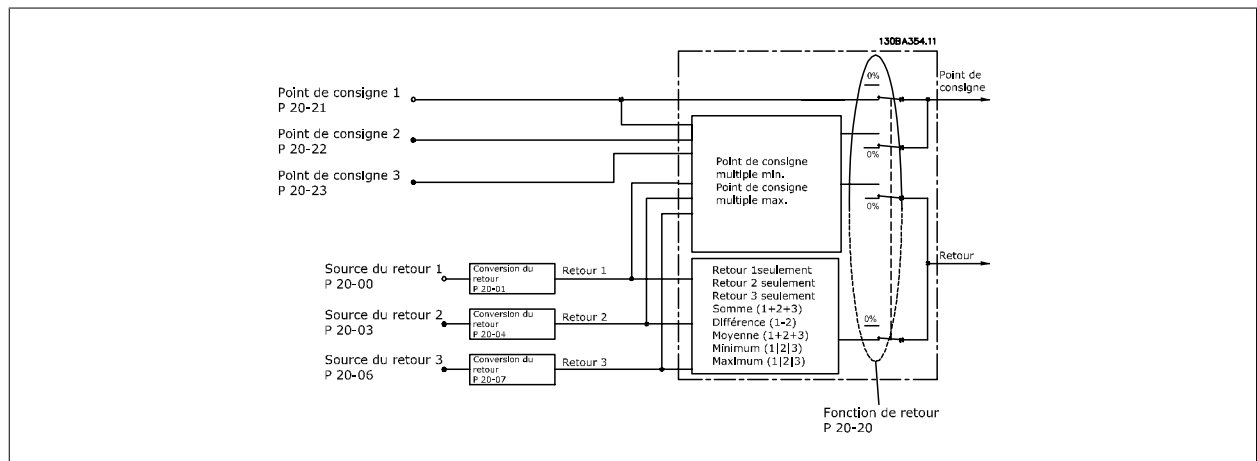 130BA354.11
Point de consigne 1
P 20-21
Point de consigne 2
P 20-22
Point de consigne 3
P 20-23
0%
Point de
consigne
0%
Point de consigne
multiple min.
Point de consigne
multiple max.
0%
Source du retour 1
P 20-00
Conversion du
retour
P 20-01
Retour 1
Source du retour 2
P 20-03
Conversion du
retour
P 20-04
Retour 2
Source du retour 3
P 20-06
Conversion du
retour
P 20-07
Retour 3
Retour 1seulement
Retour 2 seulement
Retour 3 seulement
Somme (1+2+3)
Différence (1-2)
Moyenne (1+2+3)
Minimum (1|2|3)
Maximum (1|2|3)
0%
Retour
Fonction de retour
P 20-20